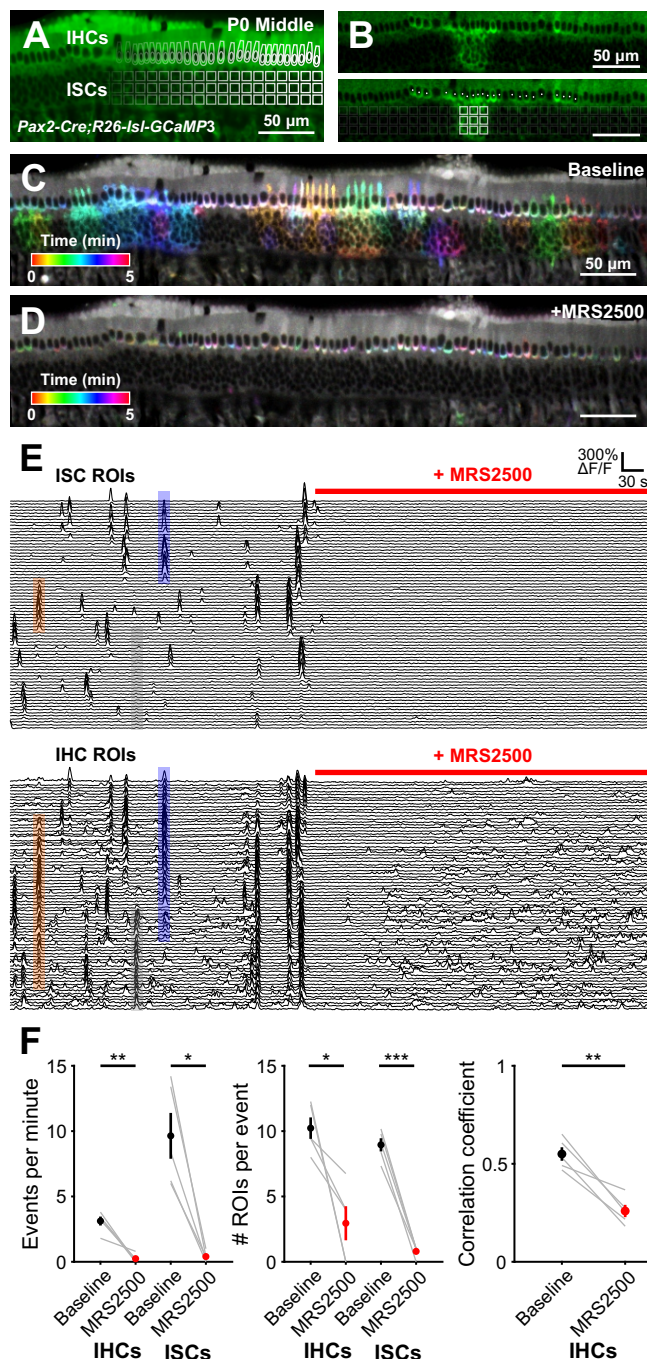 A
IHCs
P0 Middle
ISCs
Pax2-Cre;R26-lsl-GCaMP3
50 µm
B
50 µm
C
Baseline
Time (min)
0
5
50 µm
D
+MRS2500
Time (min)
0
5
E
ISC ROIs
+ MRS2500
300%
ΔF/F
30 s
IHC ROIs
+ MRS2500
F
Events per minute
15
10
5
0
**
*
Baseline
MRS2500
Baseline
MRS2500
IHCs
ISCs
# ROIs per event
15
10
5
0
*
***
Baseline
MRS2500
Baseline
MRS2500
IHCs
ISCs
Correlation coefficient
1
0.5
0
**
Baseline
MRS2500
IHCs